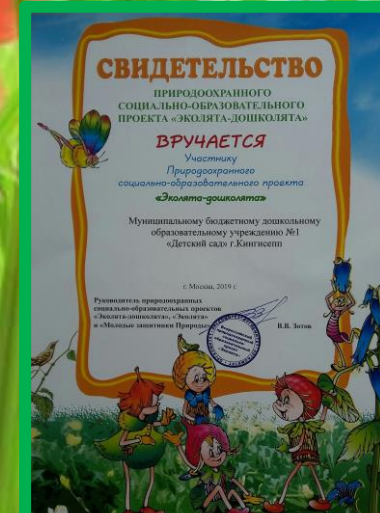 СВИДЕТЕЛЬСТВО
ПРИРОДООХРАННОГО
СОЦИАЛЬНО-ОБРАЗОВАТЕЛЬНОГО
ПРОЕКТА «ЭКОЛЯТА-ДОШКОЛЯТА»
ВРУЧАЕТСЯ
Участнику
Природоохранного
социально-образовательного проекта
«Эколята-дошколята»
Муниципальному бюджетному дошкольному
образовательному учреждению №1
«Детский сад» г.Кингисепп
г. Москва, 2019 г.
Руководитель природоохранных
социально-образовательных проектов
«Эколята-дошколята», «Эколята»
и «Молодые защитники Природы»
В.В. Зотов